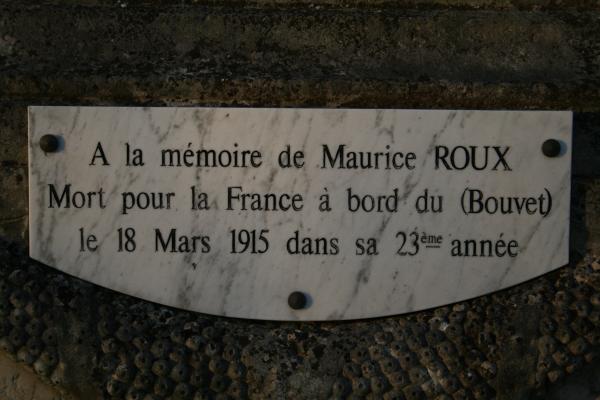 A la mémoire de Maurice ROUX
Mort pour la France à bord du (Bouvet)
le 18 Mars 1915 dans sa 23ème année